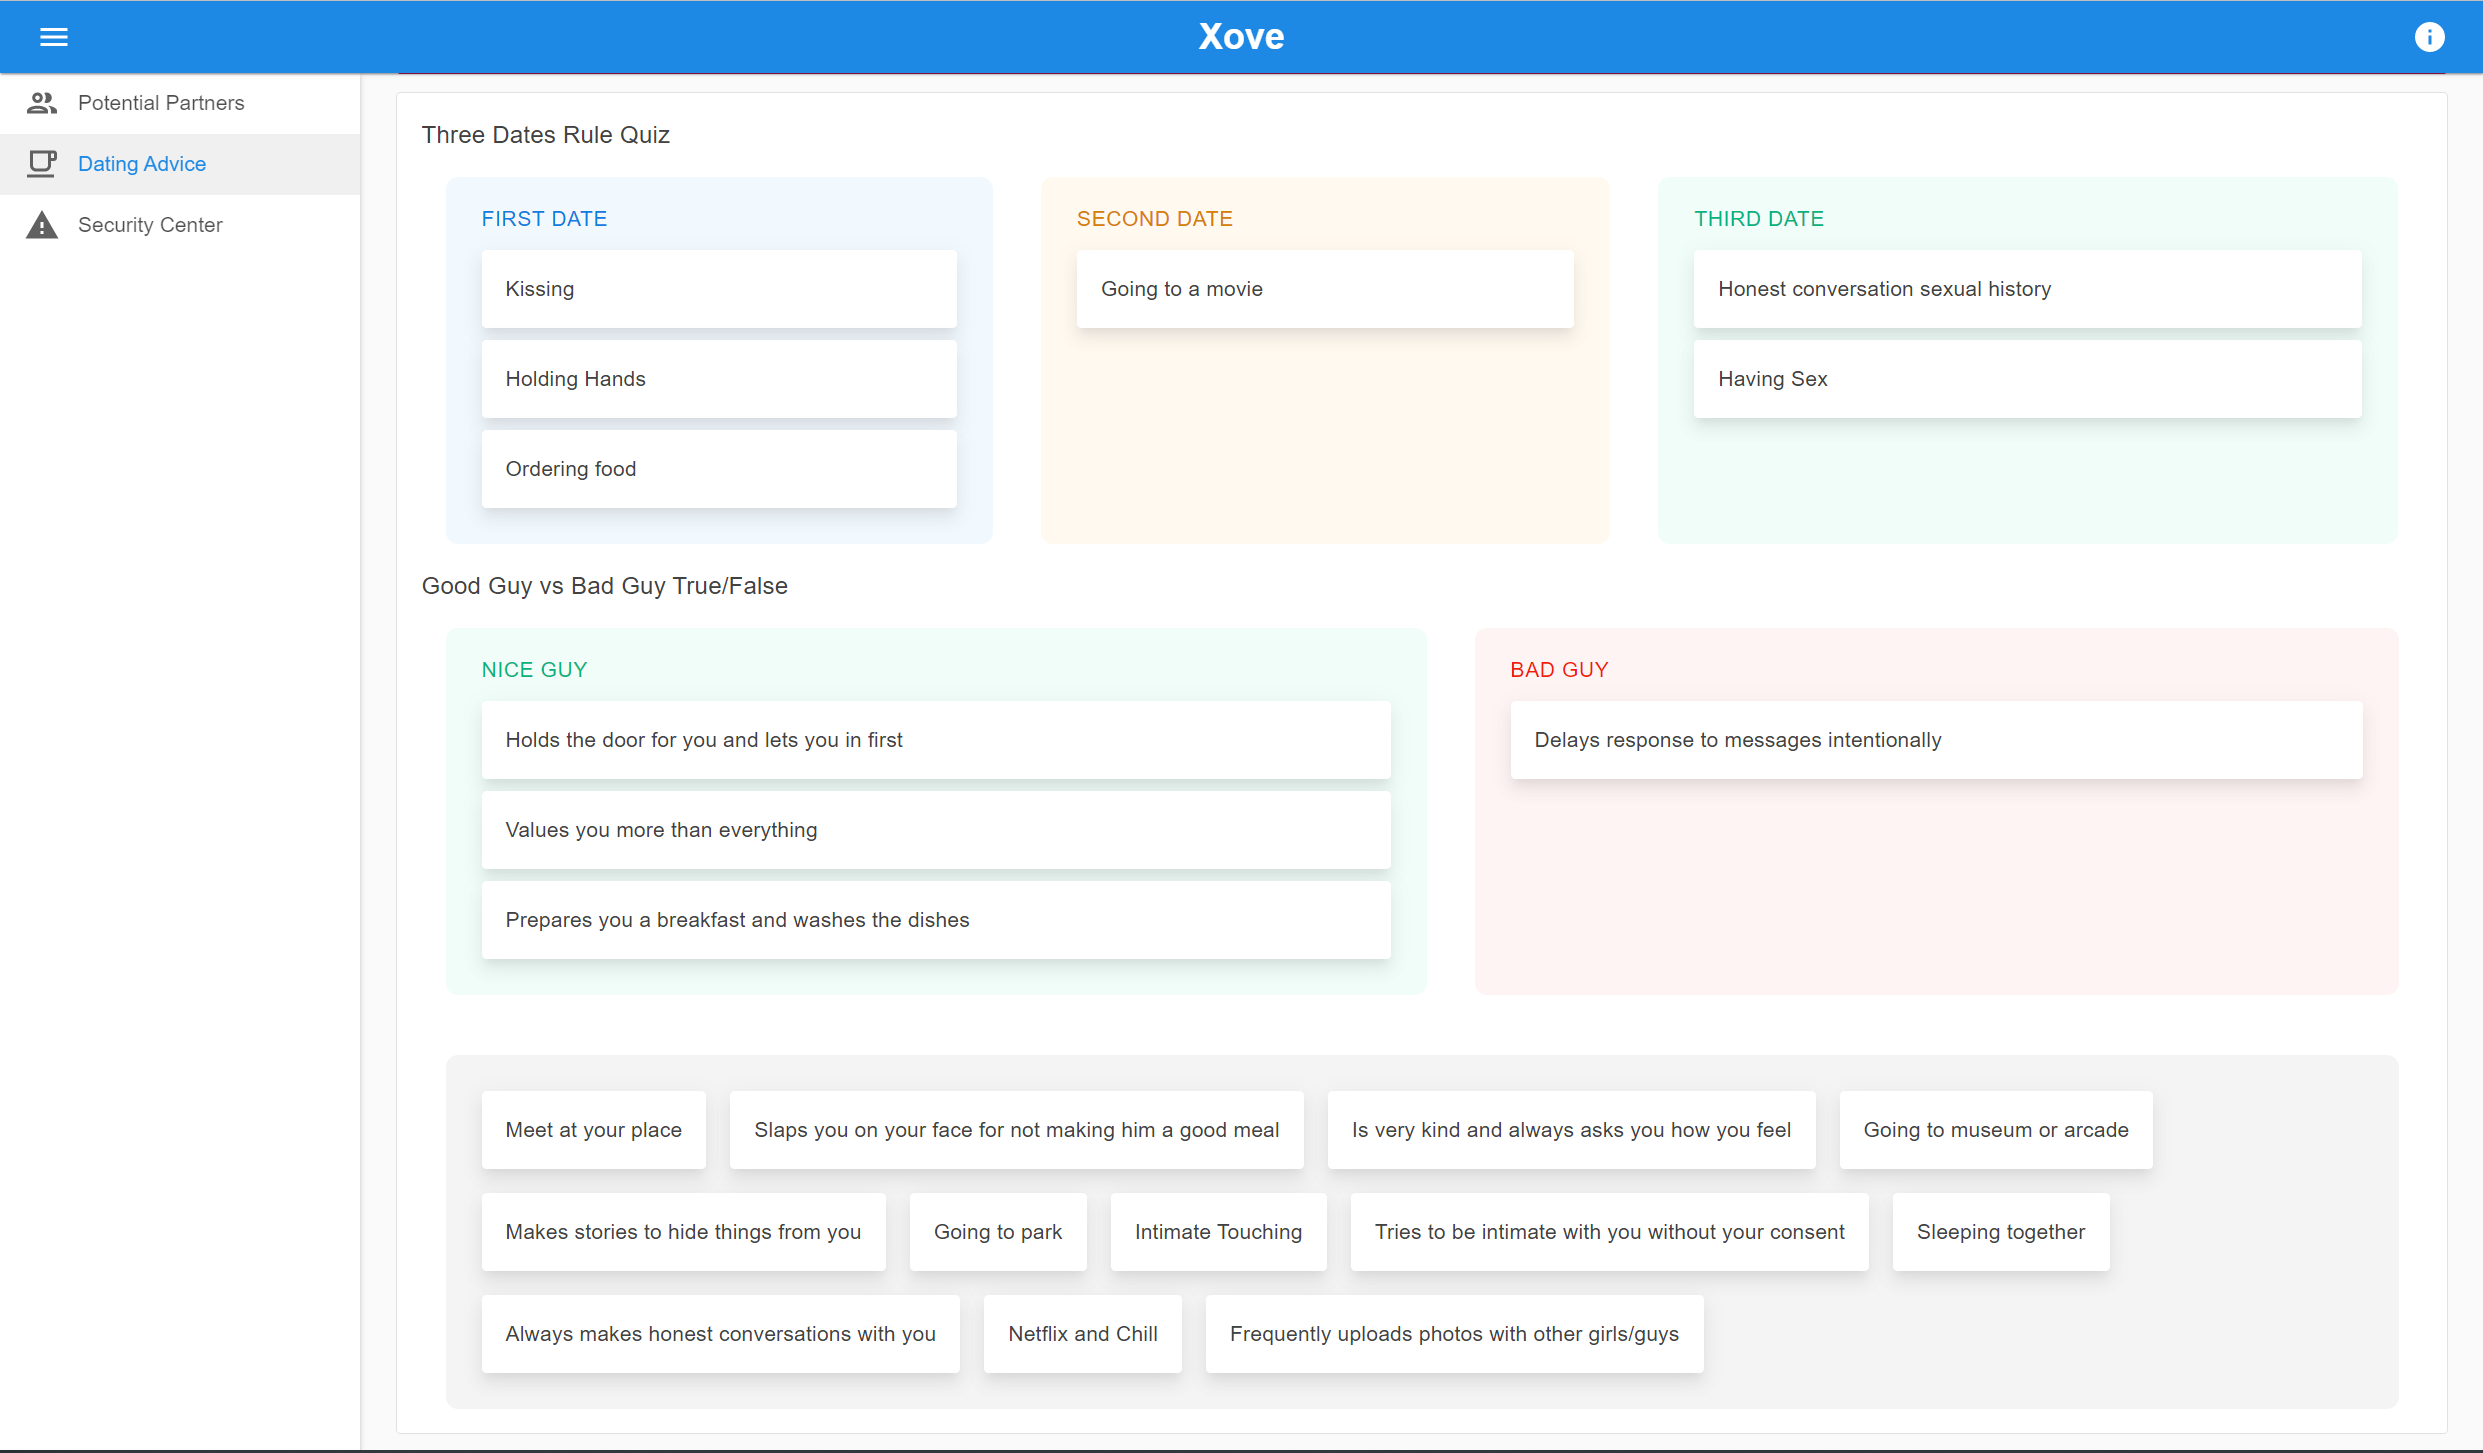 Xove
Potential Partners
Dating Advice
Security Center
Three Dates Rule Quiz
FIRST DATE
Kissing
Holding Hands
Ordering food
SECOND DATE
Going to a movie
THIRD DATE
Honest conversation sexual history
Having Sex
Good Guy vs Bad Guy True/False
NICE GUY
Holds the door for you and lets you in first
Values you more than everything
Prepares you a breakfast and washes the dishes
BAD GUY
Delays response to messages intentionally
Meet at your place
Slaps you on your face for not making him a good meal
Is very kind and always asks you how you feel
Going to museum or arcade
Makes stories to hide things from you
Going to park
Intimate Touching
Tries to be intimate with you without your consent
Sleeping together
Always makes honest conversations with you
Netflix and Chill
Frequently uploads photos with other girls/guys